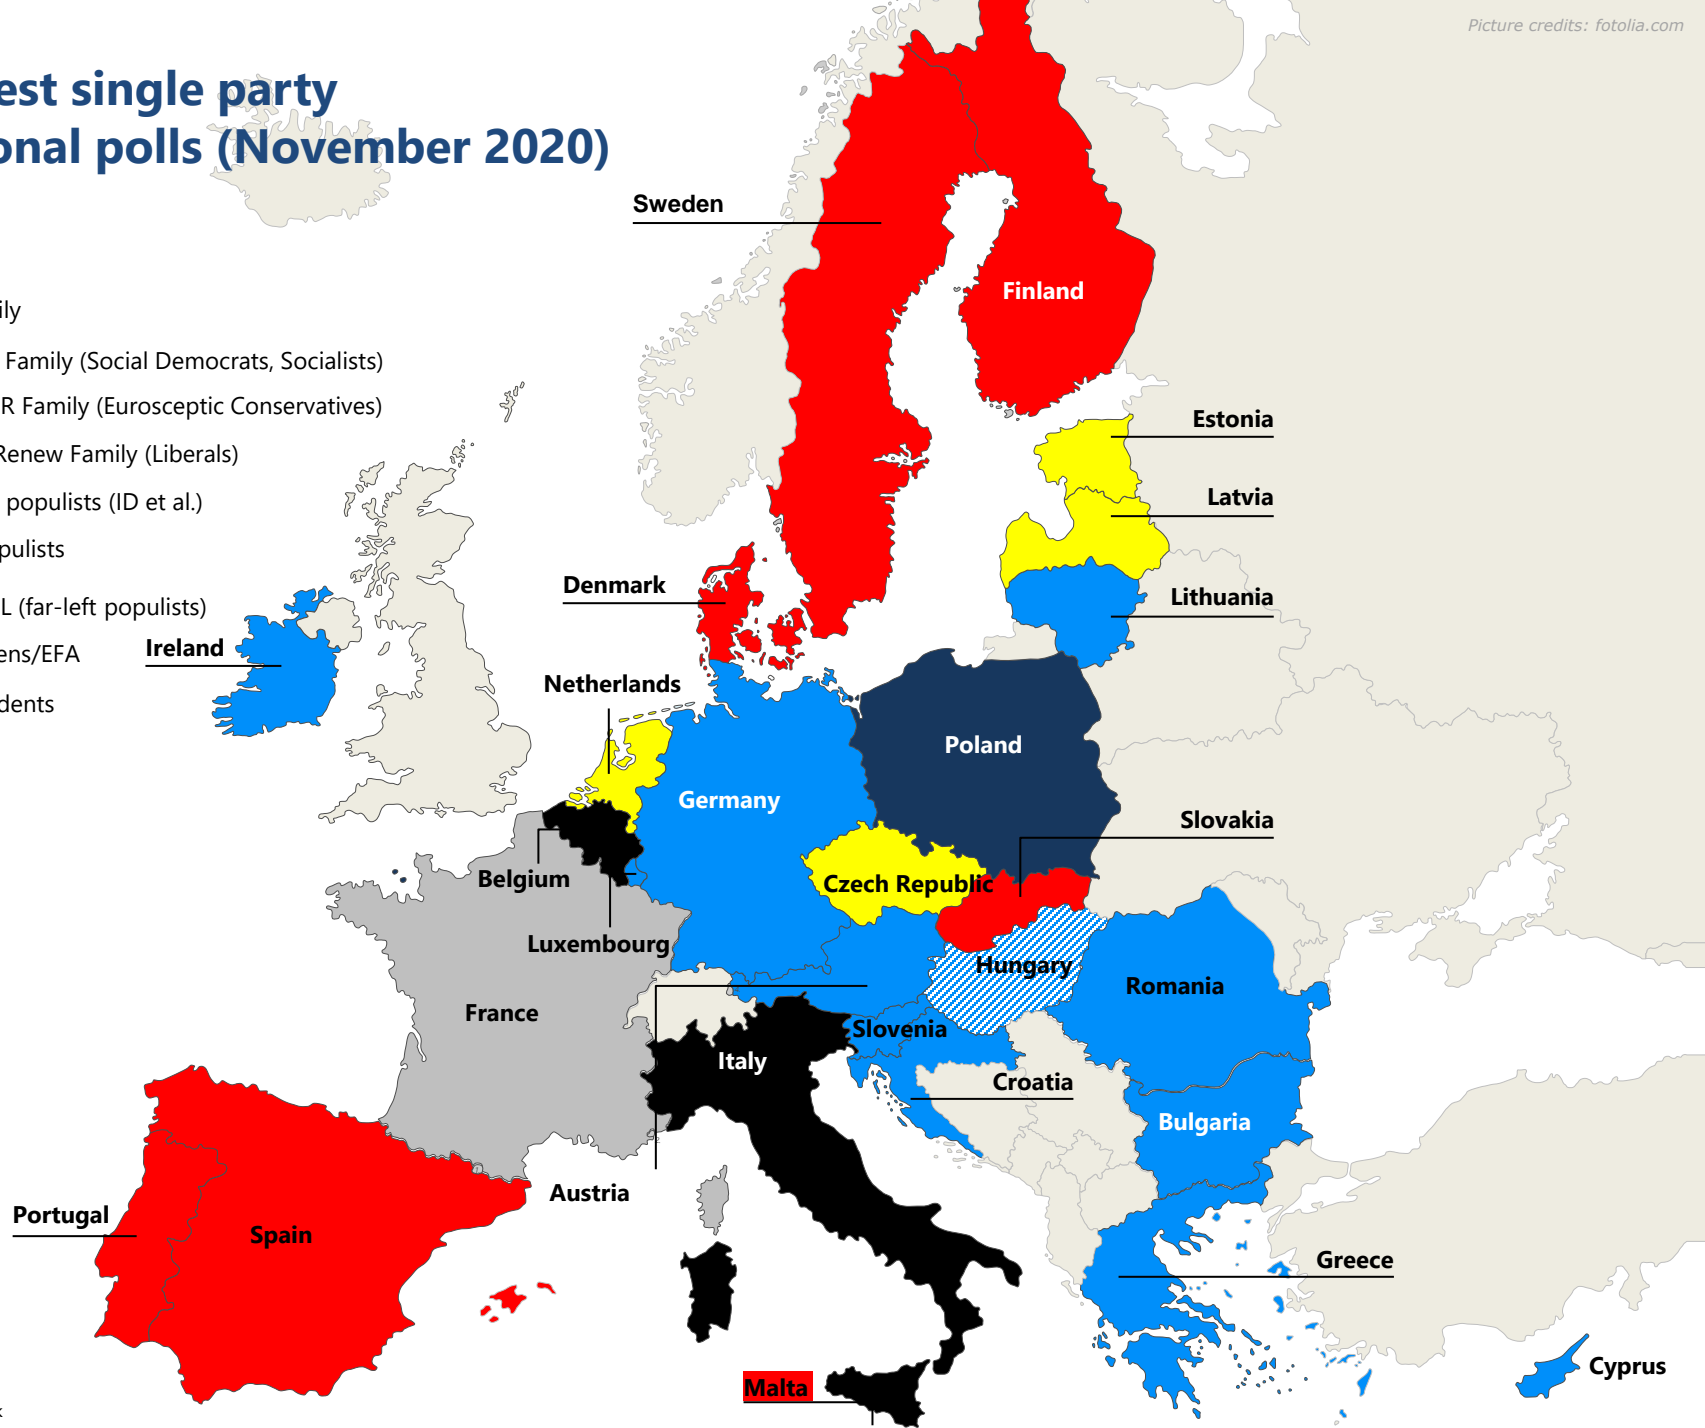 Picture credits: fotolia.com
est single party
onal polls (November 2020)
Sweden
Finland
ily
Family (Social Democrats, Socialists)
R Family (Eurosceptic Conservatives)
Renew Family (Liberals)
populists (ID et al.)
pulists
L (far-left populists)
ens/EFA
dents
Estonia
Latvia
Lithuania
Denmark
Ireland
Netherlands
Poland
Germany
Slovakia
Belgium
Czech Republic
Luxembourg
Hungary
Romania
France
Slovenia
Italy
Croatia
Bulgaria
Austria
Portugal
Spain
Greece
Malta
Cyprus